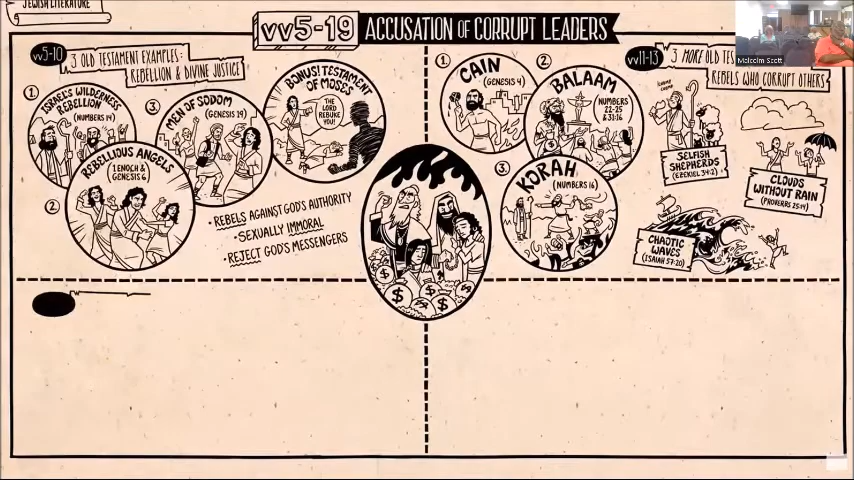 JEWISH LITERATURE
vv5-19
ACCUSATION OF CORRUPT LEADERS
vv5-10
3 OLD TESTAMENT EXAMPLES:
REBELLION & DIVINE JUSTICE
1.
ISRAEL'S WILDERNESS
REBELLION
(NUMBERS 14)
2.
REBELLIOUS ANGELS
(1 ENOCH &
GENESIS 6)
3.
MEN OF SODOM
(GENESIS 19)
BONUS! TESTAMENT
OF MOSES
THE
LORD
REBUKE
YOU!
• REBELS AGAINST GOD'S AUTHORITY
• SEXUALLY IMMORAL
• REJECT GOD'S MESSENGERS
$
$
$
$
1.
CAIN
(GENESIS 4)
2.
BALAAM
(NUMBERS
22-25
& 31:16)
3.
KORAH
(NUMBERS 16)
vv11-13
3 MORE OLD TES
REBELS WHO CORRUPT OTHERS
SELFISH
SHEPHERDS
(EZEKIEL 34:2)
CLOUDS
WITHOUT RAIN
(PROVERBS 25:14)
CHAOTIC
WAVES
(ISAIAH 57:20)
Malcolm Scott